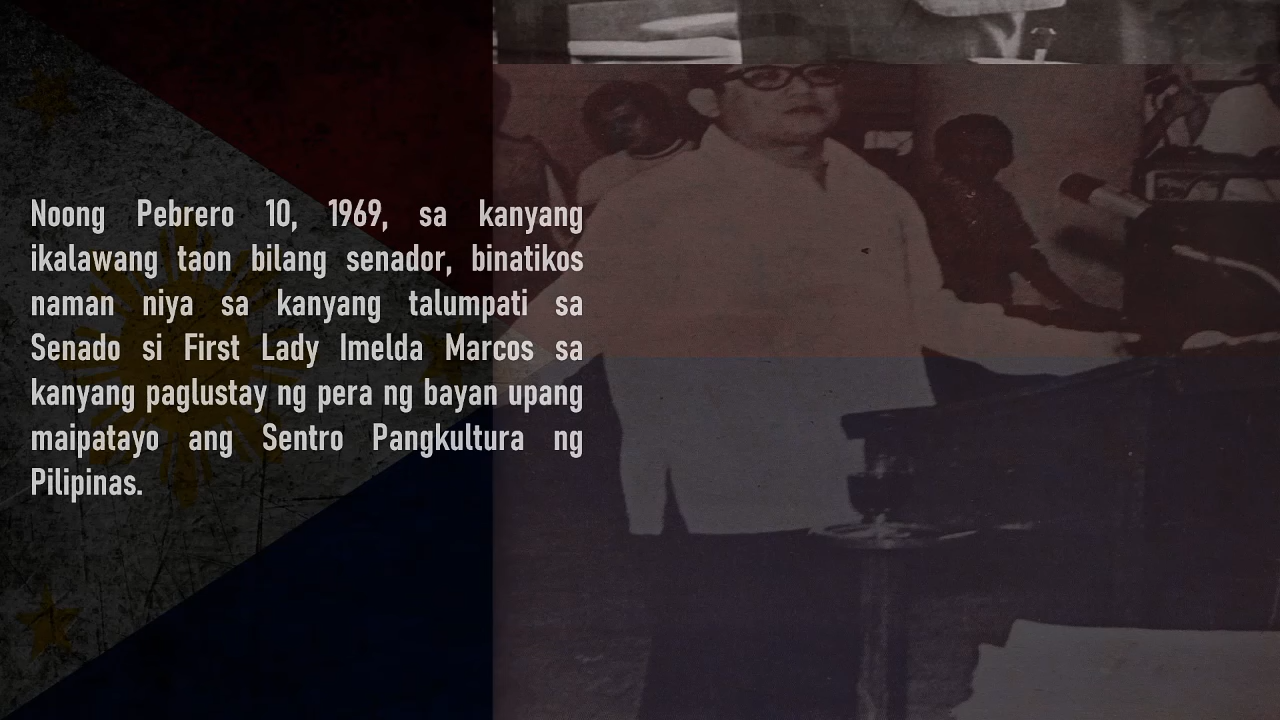 Noong Pebrero 10, 1969, sa kanyang
ikalawang taon bilang senador, binatikos
naman niya sa kanyang talumpati sa
Senado si First Lady Imelda Marcos sa
kanyang paglustay ng pera ng bayan upang
maipatayo ang Sentro Pangkultura ng
Pilipinas.